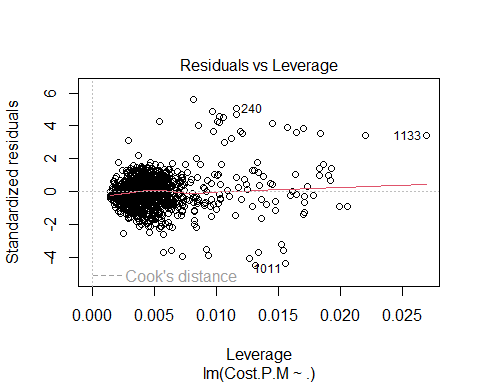 Residuals vs Leverage
Standardized residuals
6
4
2
0
-2
-4
240
1133
1011
Cook's distance
0.000 0.005 0.010 0.015 0.020 0.025
Leverage
lm(Cost.P.M ~ .)